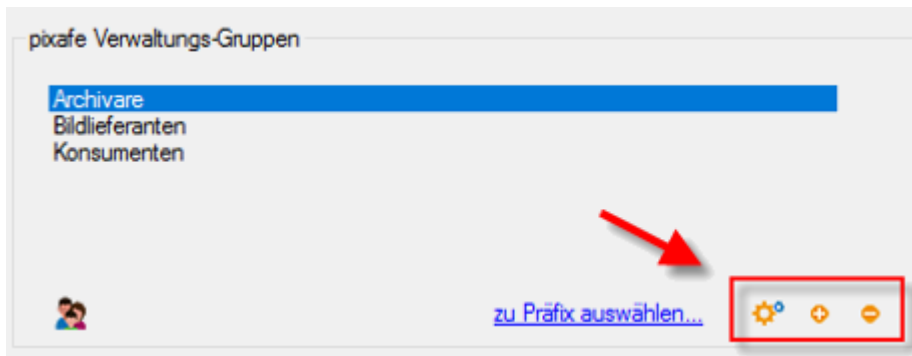 pixafe Verwaltungs-Gruppen
Archivare
Bildlieferanten
Konsumenten
zu Präfix auswählen...